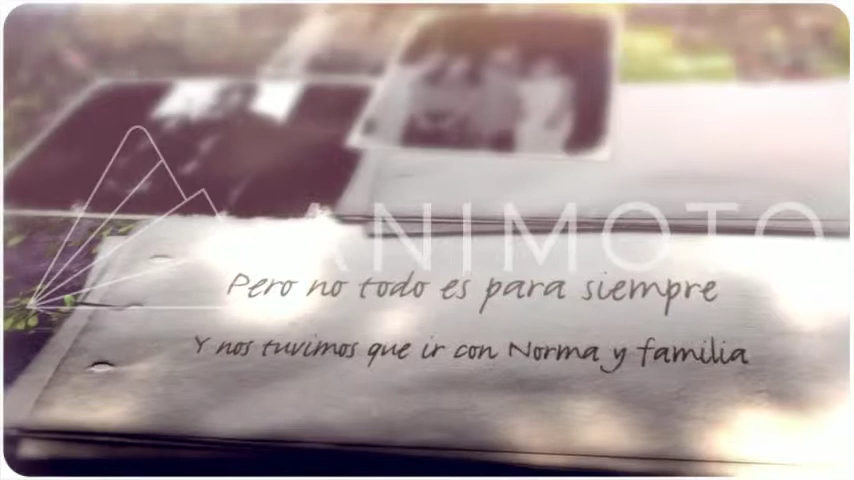 ANIMOTO
Pero no todo es para siempre
Y nos tuvimos que ir con Norma y familia